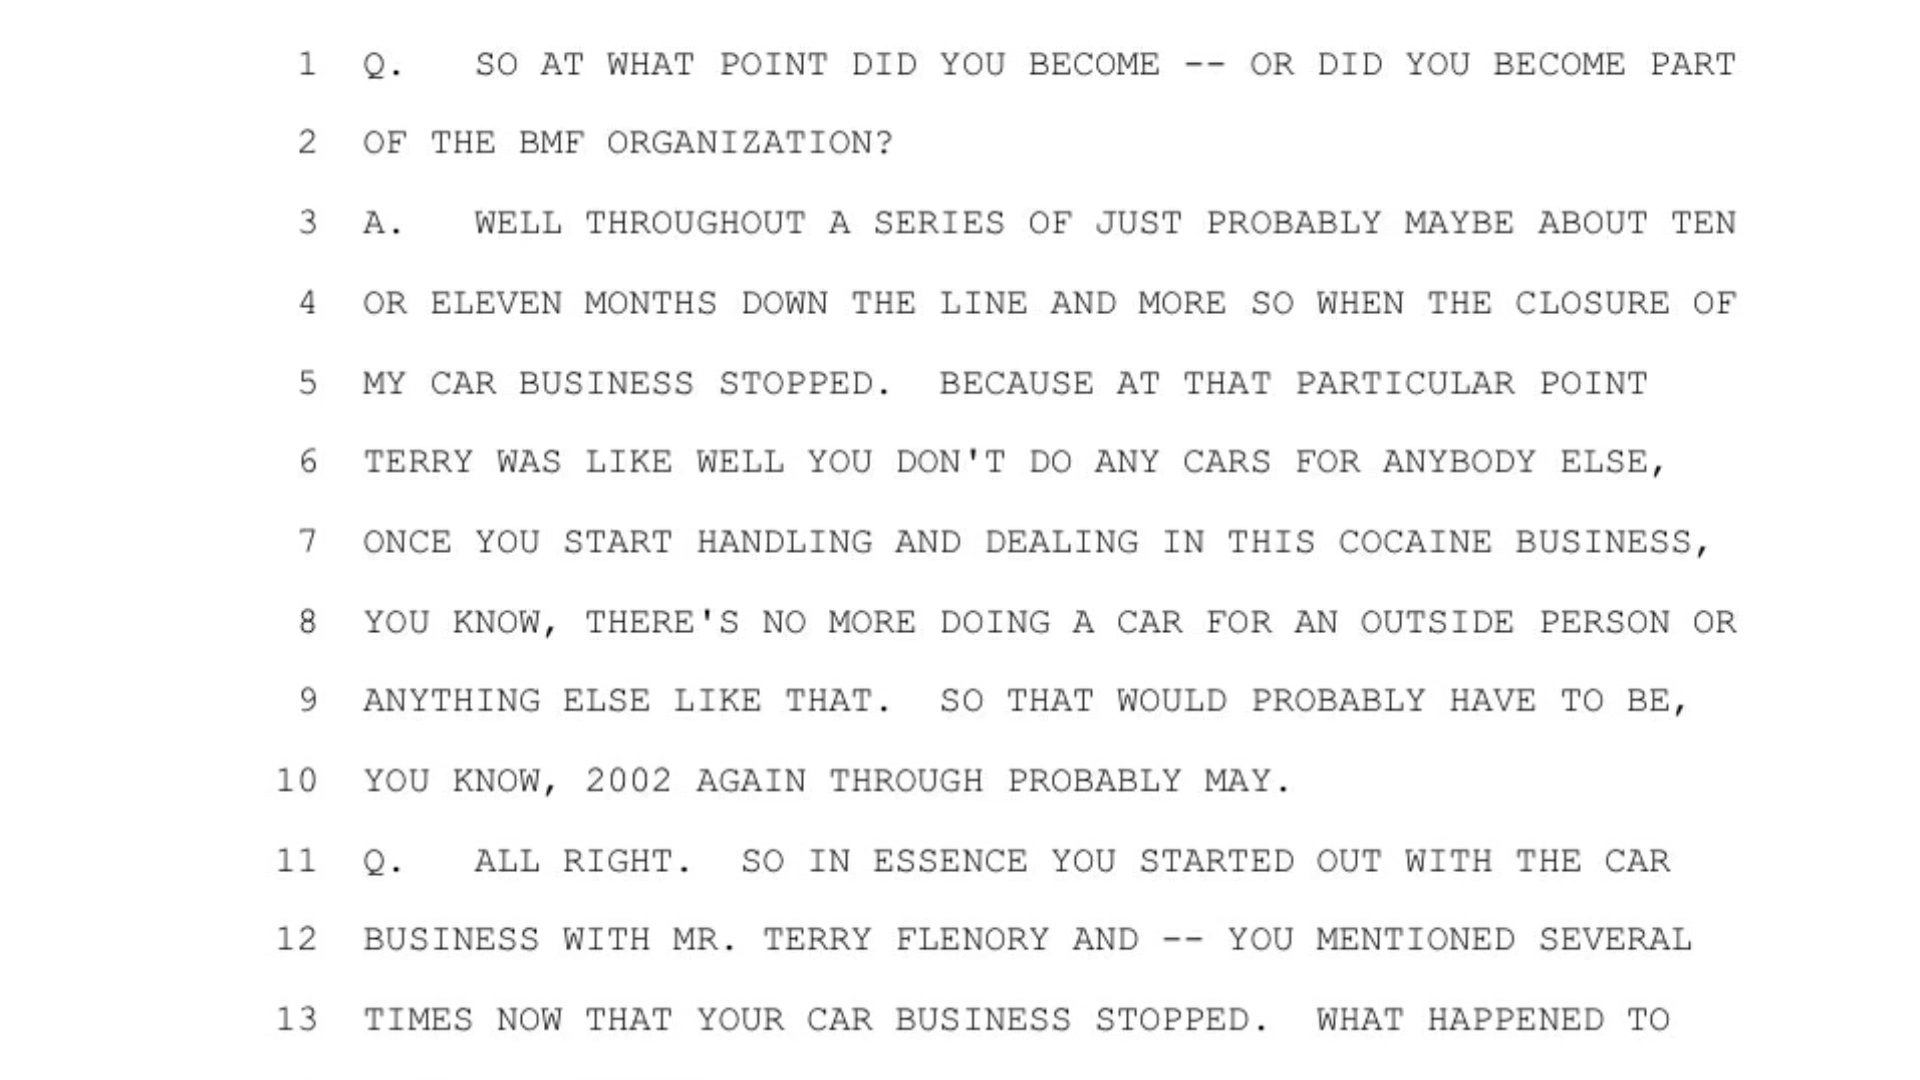 1 Q. SO AT WHAT POINT DID YOU BECOME -- OR DID YOU BECOME PART
2 OF THE BMF ORGANIZATION?
3 A. WELL THROUGHOUT A SERIES OF JUST PROBABLY MAYBE ABOUT TEN
4 OR ELEVEN MONTHS DOWN THE LINE AND MORE SO WHEN THE CLOSURE OF
5 MY CAR BUSINESS STOPPED. BECAUSE AT THAT PARTICULAR POINT
6 TERRY WAS LIKE WELL YOU DON'T DO ANY CARS FOR ANYBODY ELSE,
7 ONCE YOU START HANDLING AND DEALING IN THIS COCAINE BUSINESS,
8 YOU KNOW, THERE'S NO MORE DOING A CAR FOR AN OUTSIDE PERSON OR
9 ANYTHING ELSE LIKE THAT. SO THAT WOULD PROBABLY HAVE TO BE,
10 YOU KNOW, 2002 AGAIN THROUGH PROBABLY MAY.
11 Q. ALL RIGHT. SO IN ESSENCE YOU STARTED OUT WITH THE CAR
12 BUSINESS WITH MR. TERRY FLENORY AND -- YOU MENTIONED SEVERAL
13 TIMES NOW THAT YOUR CAR BUSINESS STOPPED. WHAT HAPPENED TO